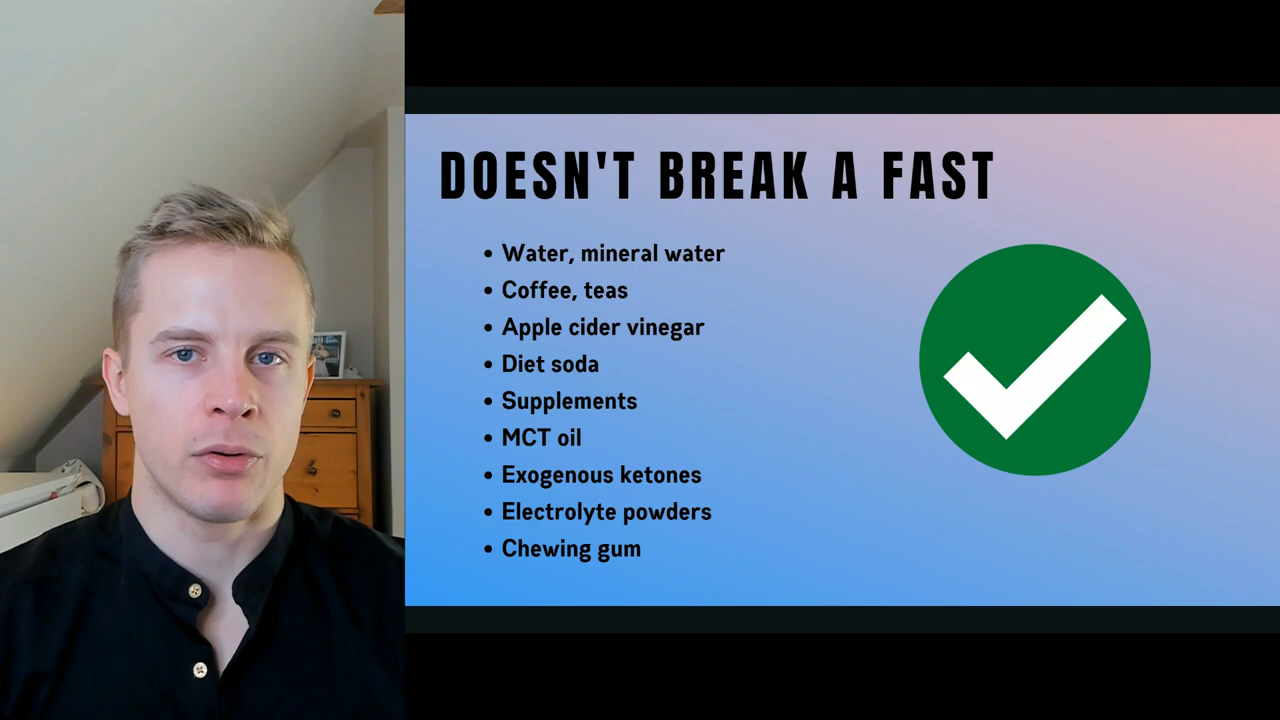 DOESN'T BREAK A FAST
• Water, mineral water
• Coffee, teas
• Apple cider vinegar
• Diet soda
• Supplements
• MCT oil
• Exogenous ketones
• Electrolyte powders
• Chewing gum